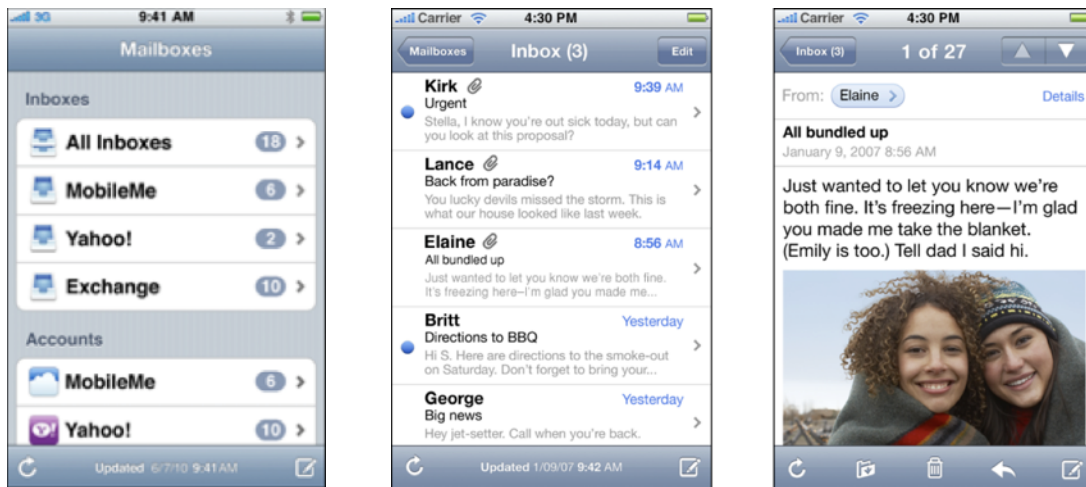 3G 9:41 AM
Mailboxes
Inboxes
All Inboxes 18
MobileMe 6
Yahoo! 2
Exchange 10
Accounts
MobileMe 6
Y! Yahoo! 10
Updated 6/7/10 9:41 AM
Carrier 4:30 PM
Mailboxes Inbox (3) Edit
Kirk 9:39 AM
Urgent
Stella, I know you're out sick today, but can
you look at this proposal?
Lance 9:14 AM
Back from paradise?
You lucky devils missed the storm. This is
what our house looked like last week.
Elaine 8:56 AM
All bundled up
Just wanted to let you know we're both fine.
It's freezing here–I'm glad you made me...
Britt Yesterday
Directions to BBQ
Hi S. Here are directions to the smoke-out
on Saturday. Don't forget to bring your...
George Yesterday
Big news
Hey jet-setter. Call when you're back.
Updated 1/09/07 9:42 AM
Carrier 4:30 PM
Inbox (3) 1 of 27
From: Elaine Details
All bundled up
January 9, 2007 8:56 AM
Just wanted to let you know we're
both fine. It's freezing here—I'm glad
you made me take the blanket.
(Emily is too.) Tell dad I said hi.